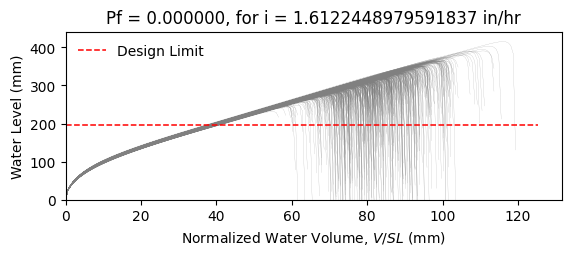 Pf = 0.000000, for i = 1.6122448979591837 in/hr
Water Level (mm)
400
300
200
100
0
Design Limit
0 20 40 60 80 100 120
Normalized Water Volume, V/SL (mm)